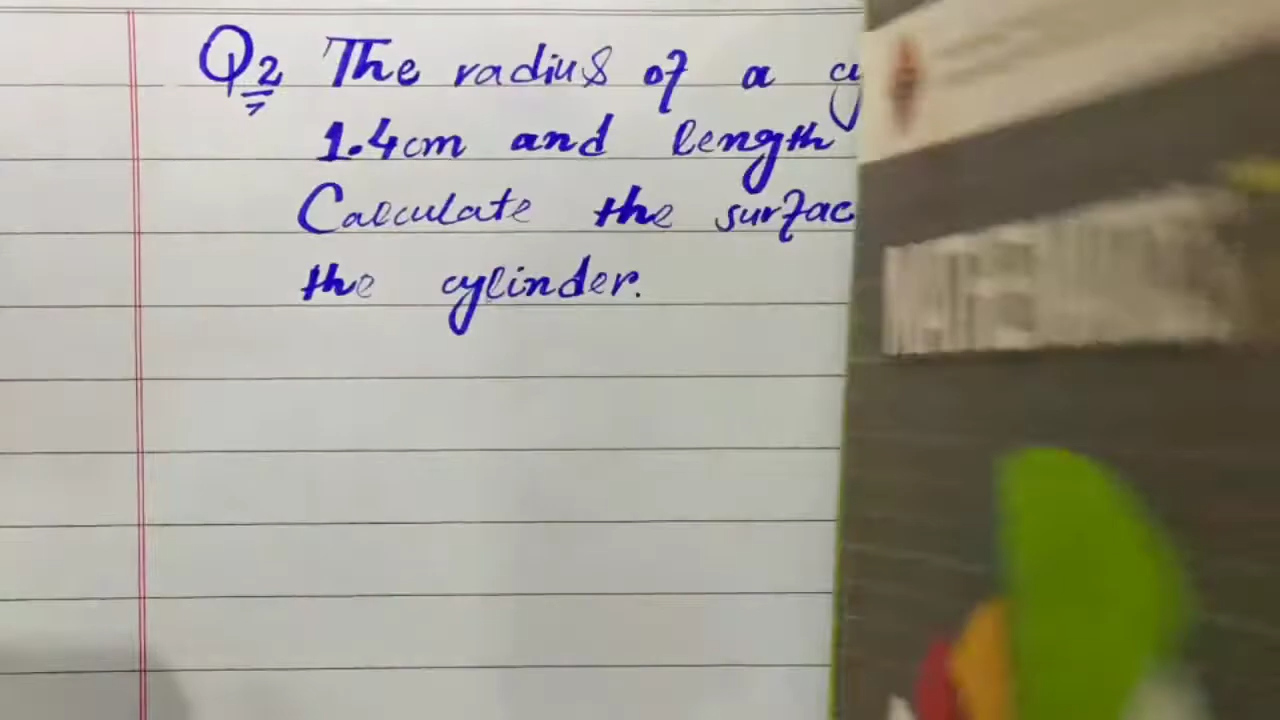 Q2 The radius of a cy
1.4cm and length
Calculate the surfac
the cylinder.